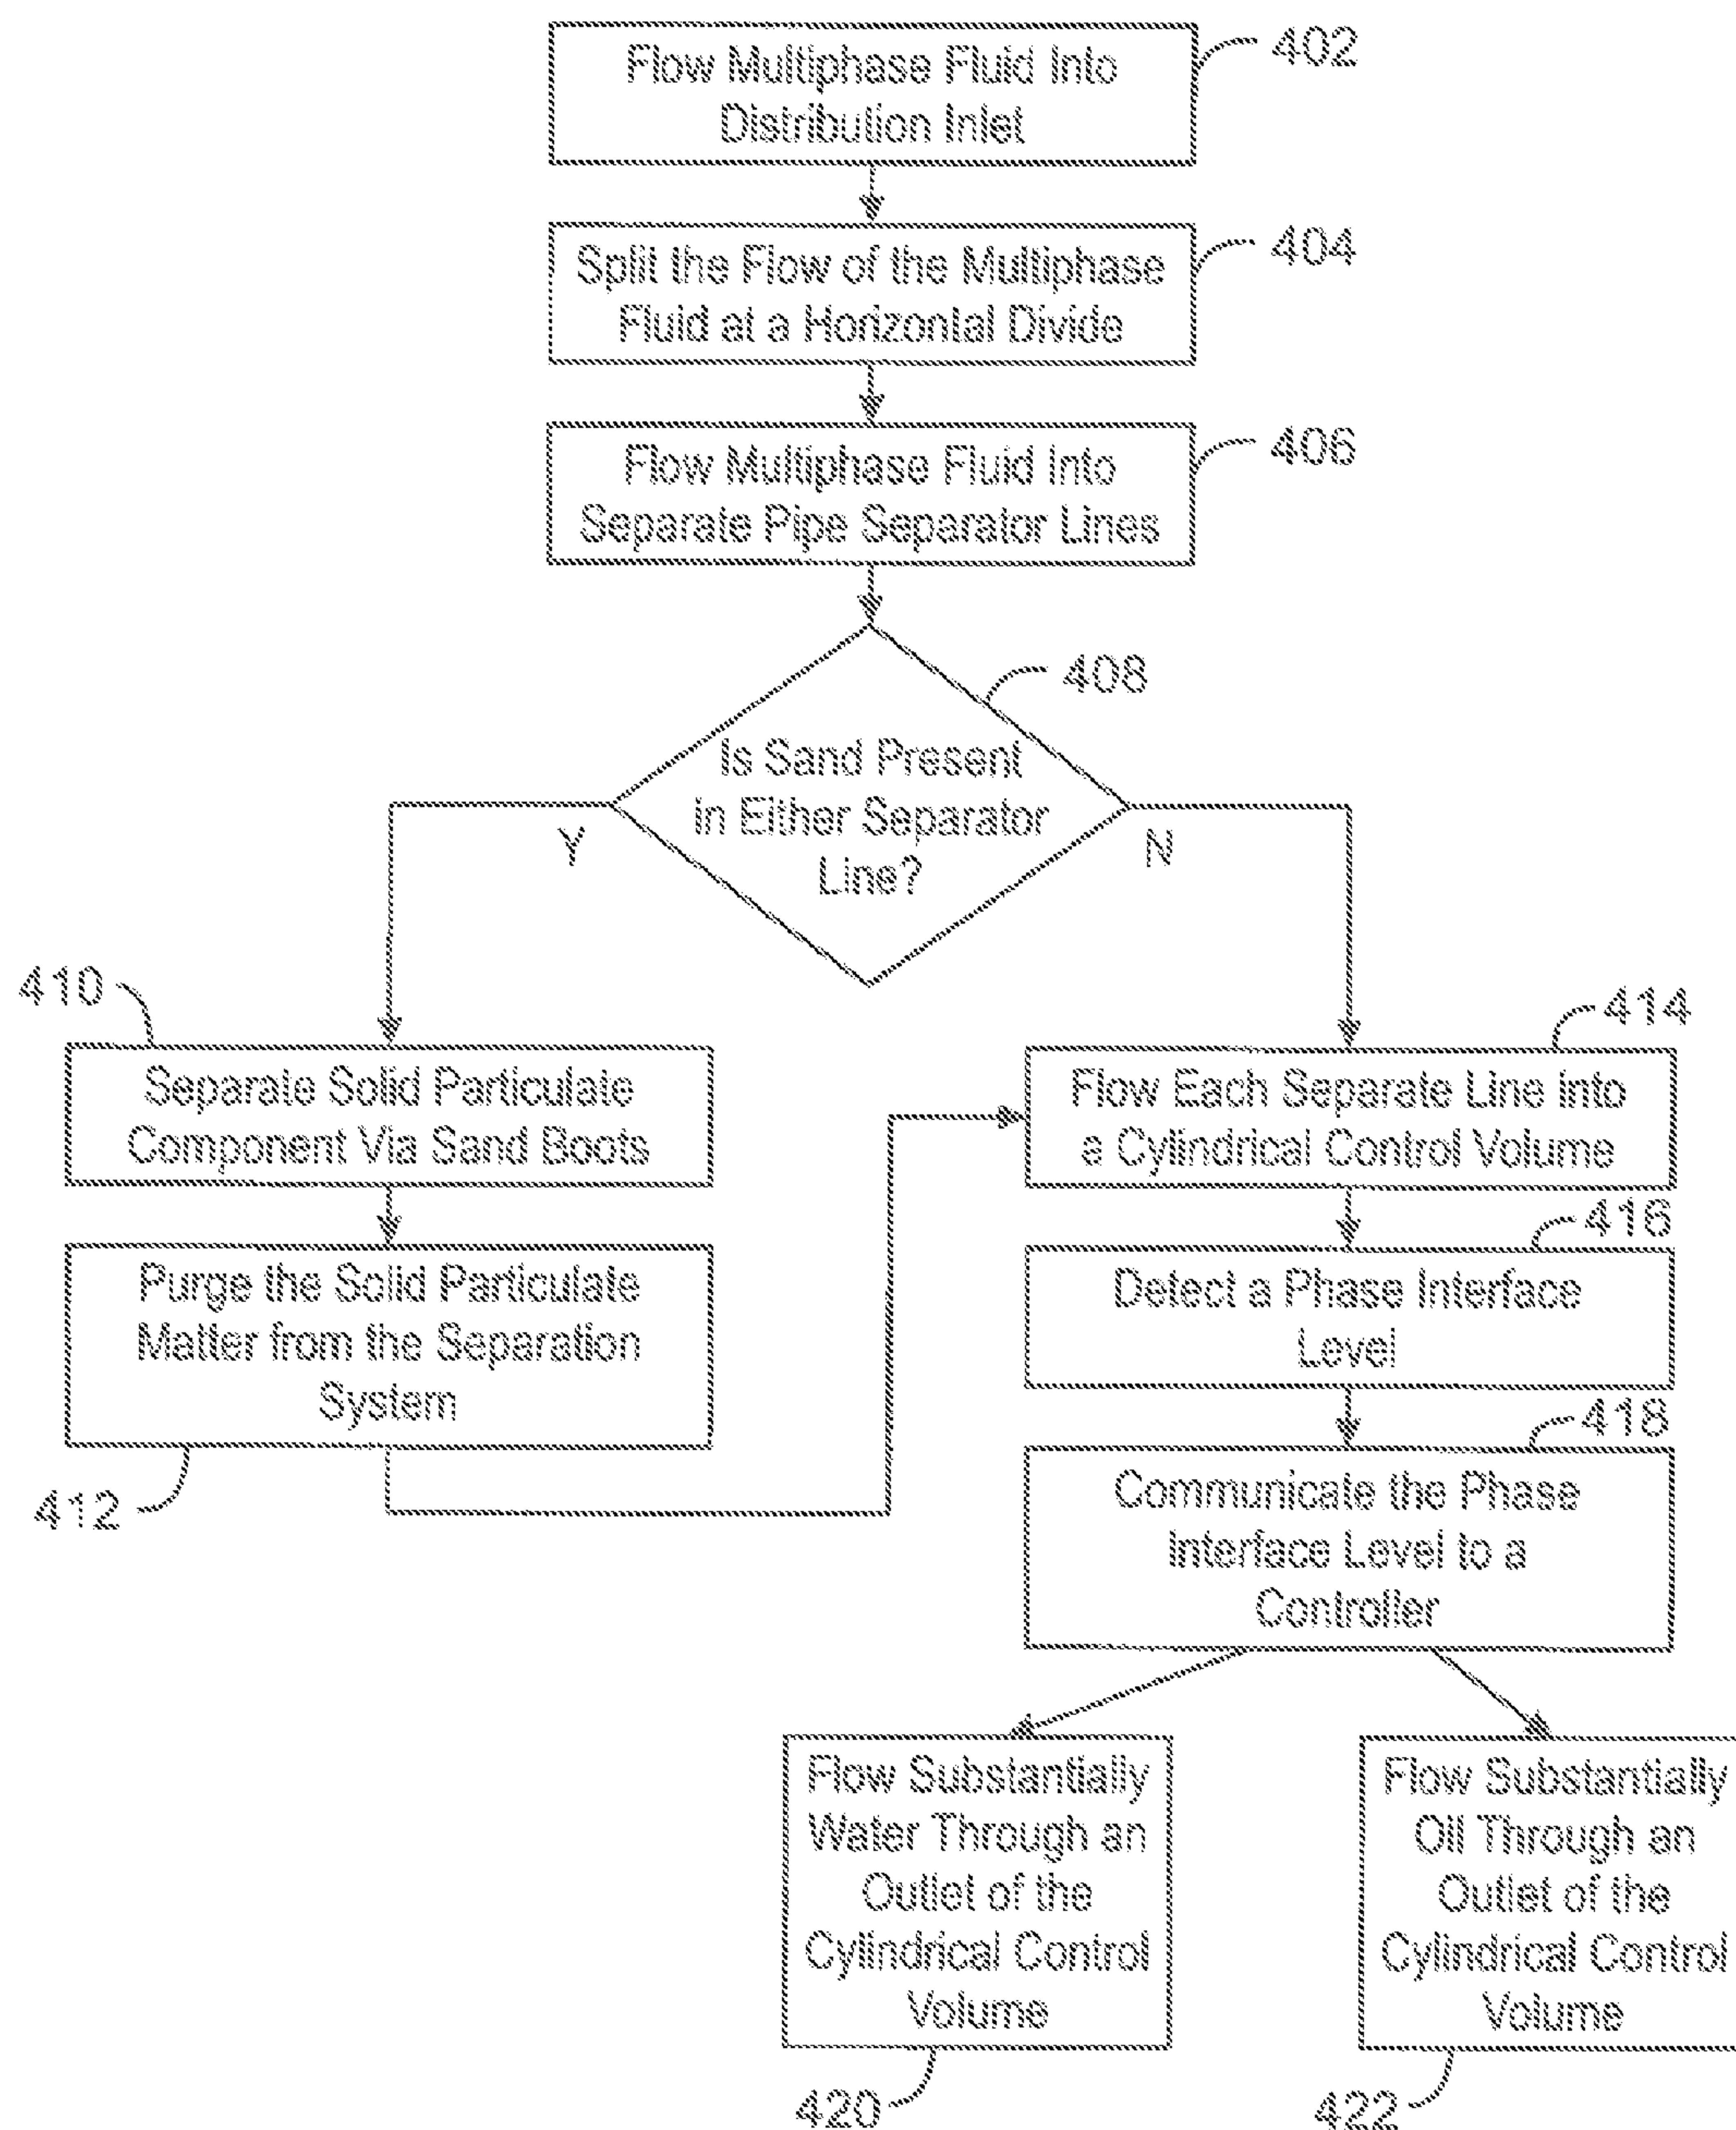 Flow Multiphase Fluid Into
Distribution Inlet
402
Split the Flow of the Multiphase
Fluid at a Horizontal Divide
404
Flow Multiphase Fluid Into
Separate Pipe Separator Lines
406
408
Is Sand Present
in Either Separator
Line?
Y
N
410
Separate Solid Particulate
Component Via Sand Boots
Purge the Solid Particulate
Matter from the Separation
System
412
414
Flow Each Separate Line Into
a Cylindrical Control Volume
416
Detect a Phase Interface
Level
418
Communicate the Phase
Interface Level to a
Controller
Flow Substantially
Water Through an
Outlet of the
Cylindrical Control
Volume
420
Flow Substantially
Oil Through an
Outlet of the
Cylindrical Control
Volume
422